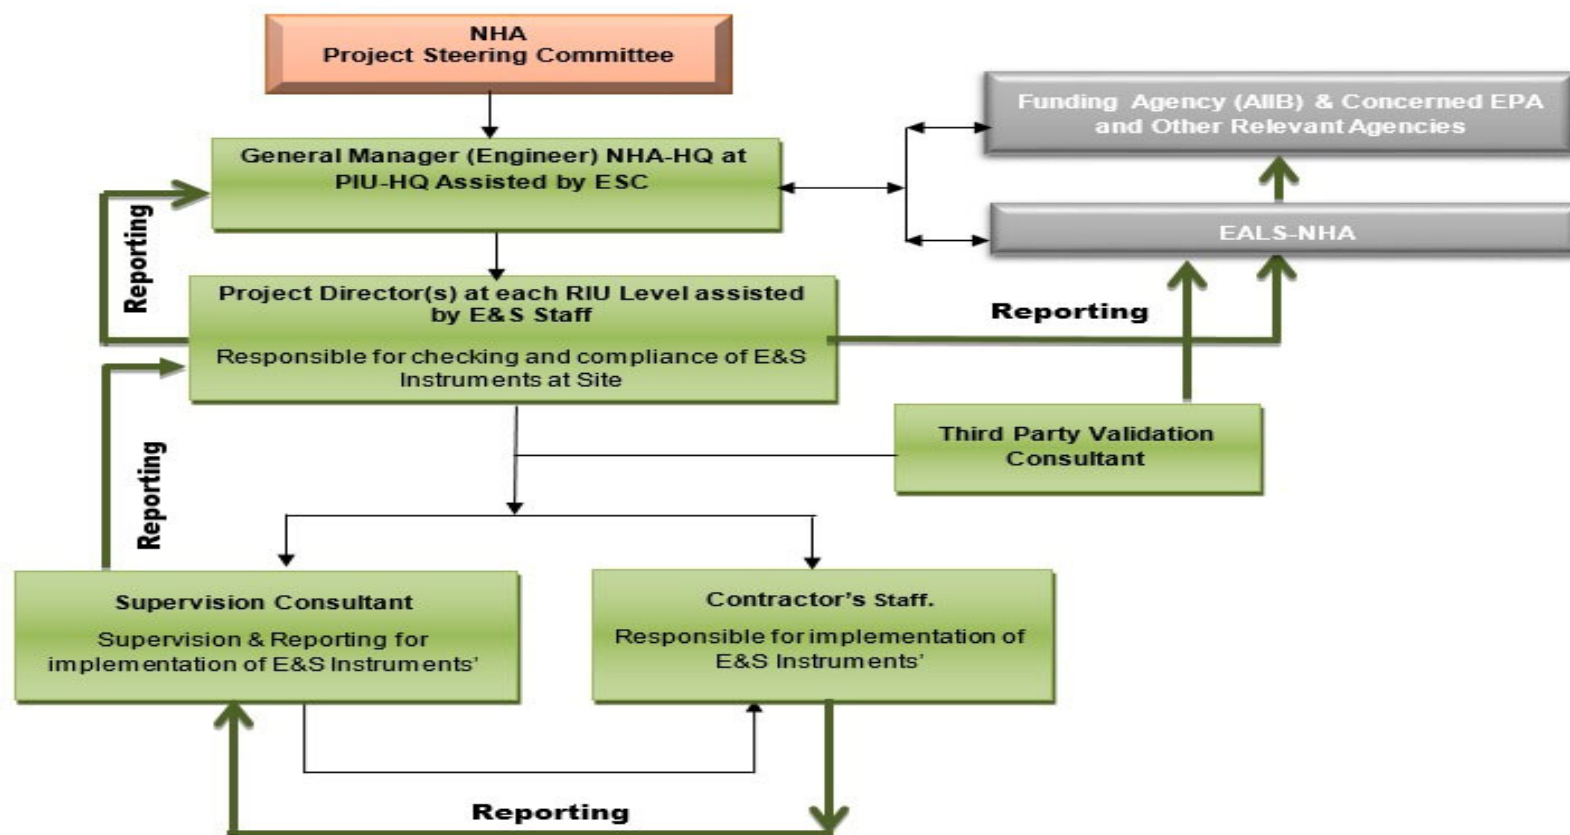 NHA
Project Steering Committee
Funding Agency (AIIB) & Concerned EPA
and Other Relevant Agencies
General Manager (Engineer) NHA-HQ at
PIU-HQ Assisted by ESC
EALS-NHA
Reporting
Project Director(s) at each RIU Level assisted
by E&S Staff
Responsible for checking and compliance of E&S
Instruments at Site
Reporting
Third Party Validation
Consultant
Reporting
Supervision Consultant
Supervision & Reporting for
implementation of E&S Instruments’
Contractor’s Staff.
Responsible for implementation of
E&S Instruments’
Reporting